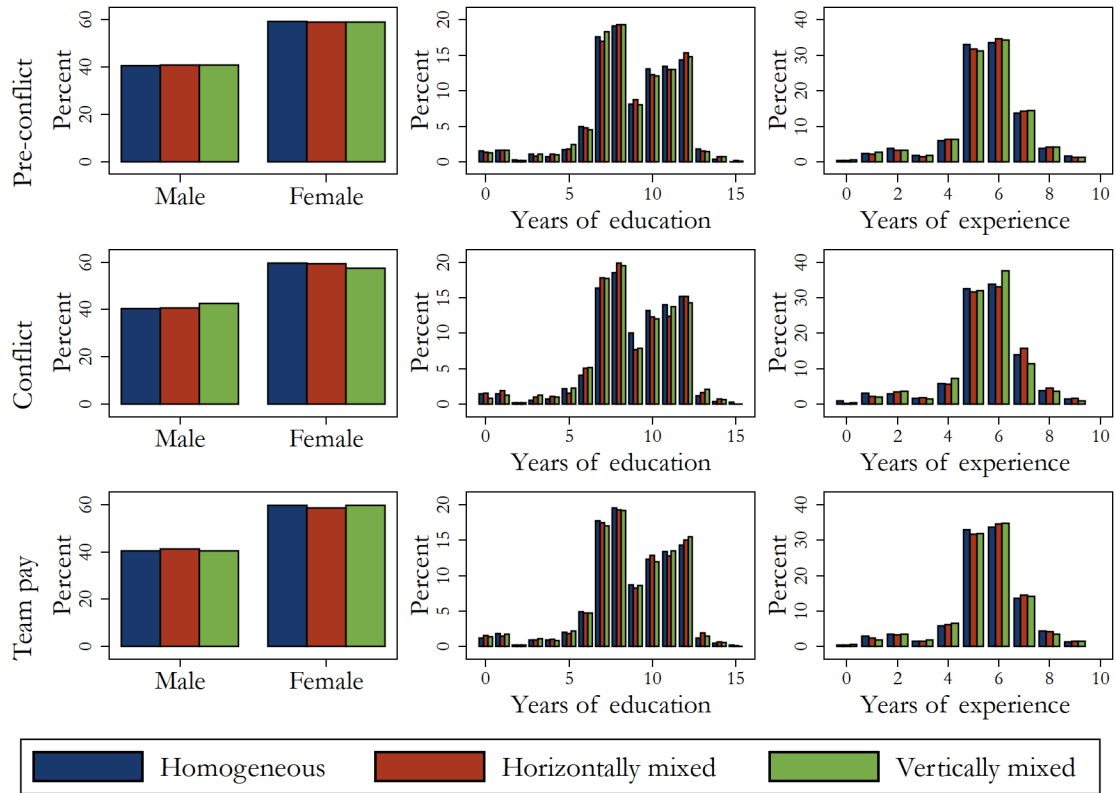 Pre-conflict
Percent
0 20 40 60
Male Female
Percent
0 5 10 15 20
0 5 10 15
Years of education
Percent
0 10 20 30 40
0 2 4 6 8 10
Years of experience
Conflict
Percent
0 20 40 60
Male Female
Percent
0 5 10 15 20
0 5 10 15
Years of education
Percent
0 10 20 30 40
0 2 4 6 8 10
Years of experience
Team pay
Percent
0 20 40 60
Male Female
Percent
0 5 10 15 20
0 5 10 15
Years of education
Percent
0 10 20 30 40
0 2 4 6 8 10
Years of experience
Homogeneous Horizontally mixed Vertically mixed